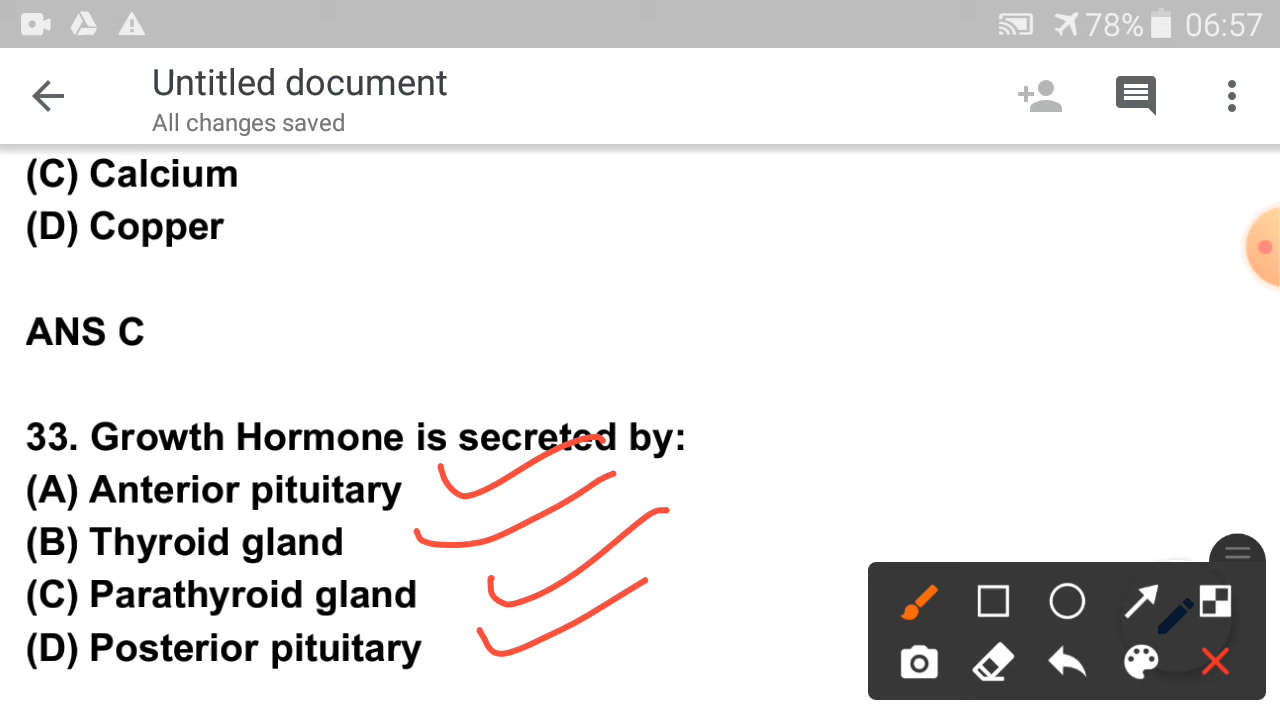 78% 06:57
Untitled document
All changes saved
(C) Calcium
(D) Copper
ANS C
33. Growth Hormone is secreted by:
(A) Anterior pituitary
(B) Thyroid gland
(C) Parathyroid gland
(D) Posterior pituitary